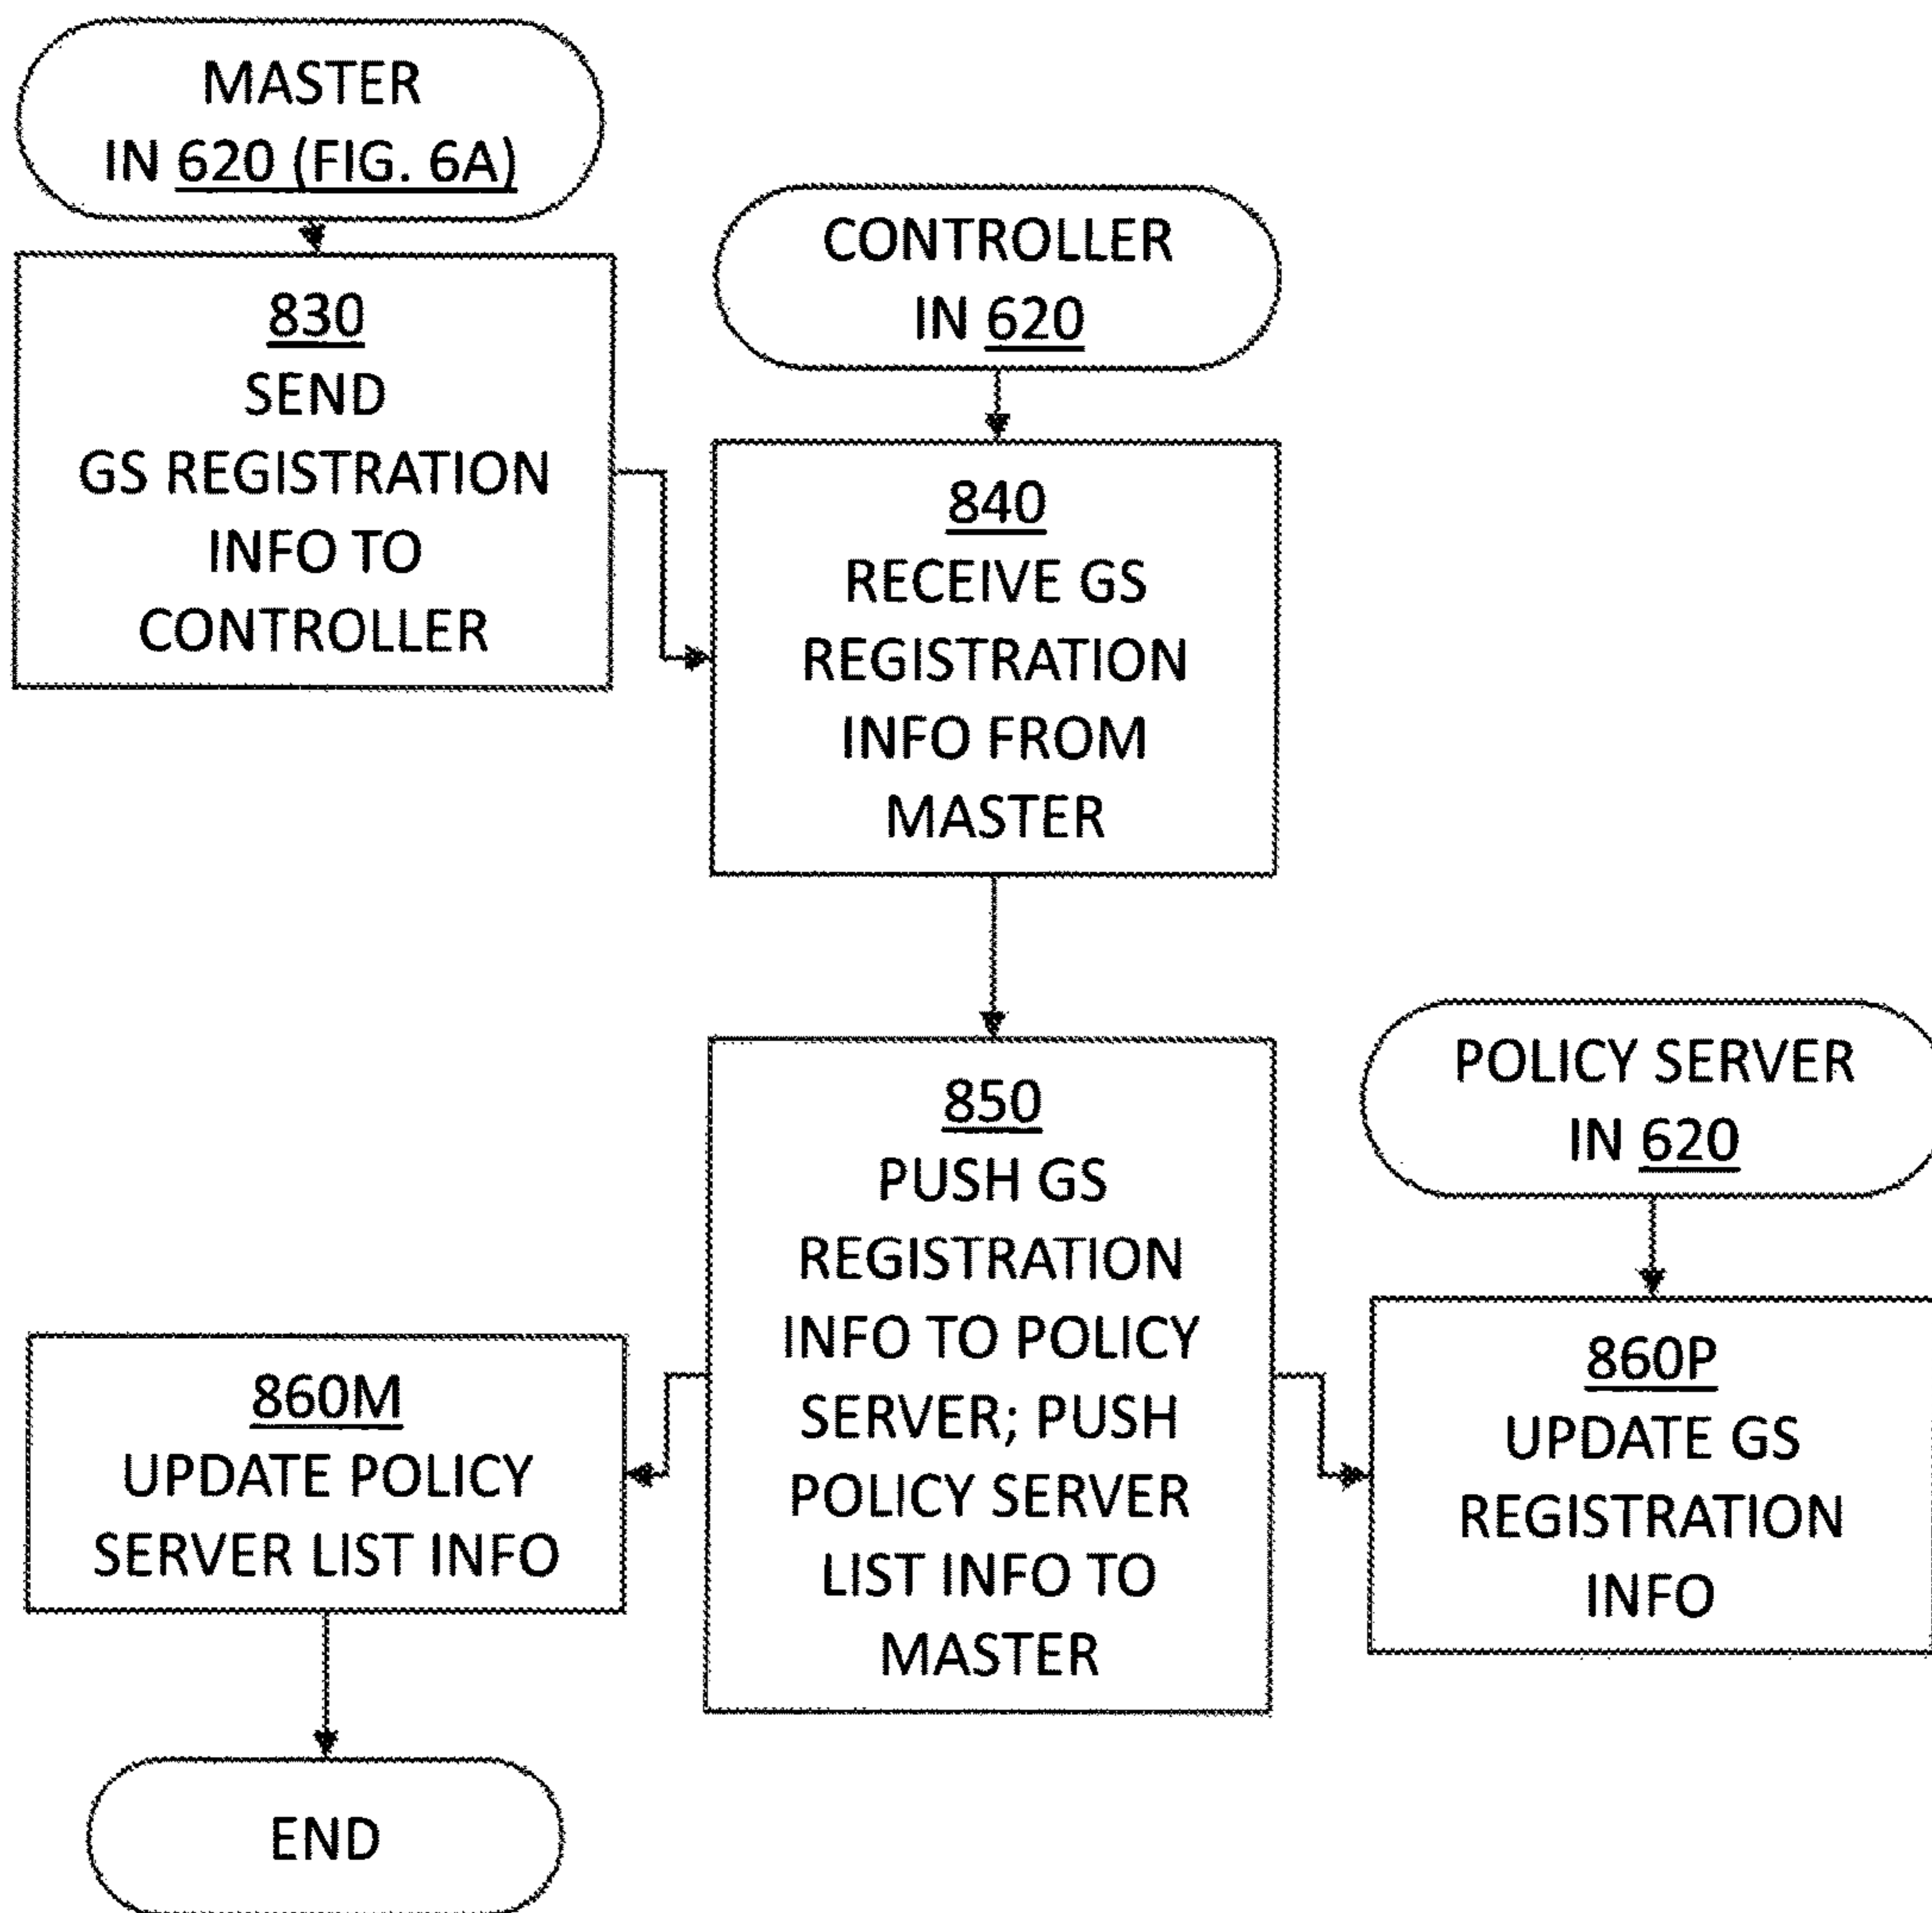 MASTER
IN 620 (FIG. 6A)
830
SEND
GS REGISTRATION
INFO TO
CONTROLLER
CONTROLLER
IN 620
840
RECEIVE GS
REGISTRATION
INFO FROM
MASTER
850
PUSH GS
REGISTRATION
INFO TO POLICY
SERVER; PUSH
POLICY SERVER
LIST INFO TO
MASTER
POLICY SERVER
IN 620
860P
UPDATE GS
REGISTRATION
INFO
860M
UPDATE POLICY
SERVER LIST INFO
END